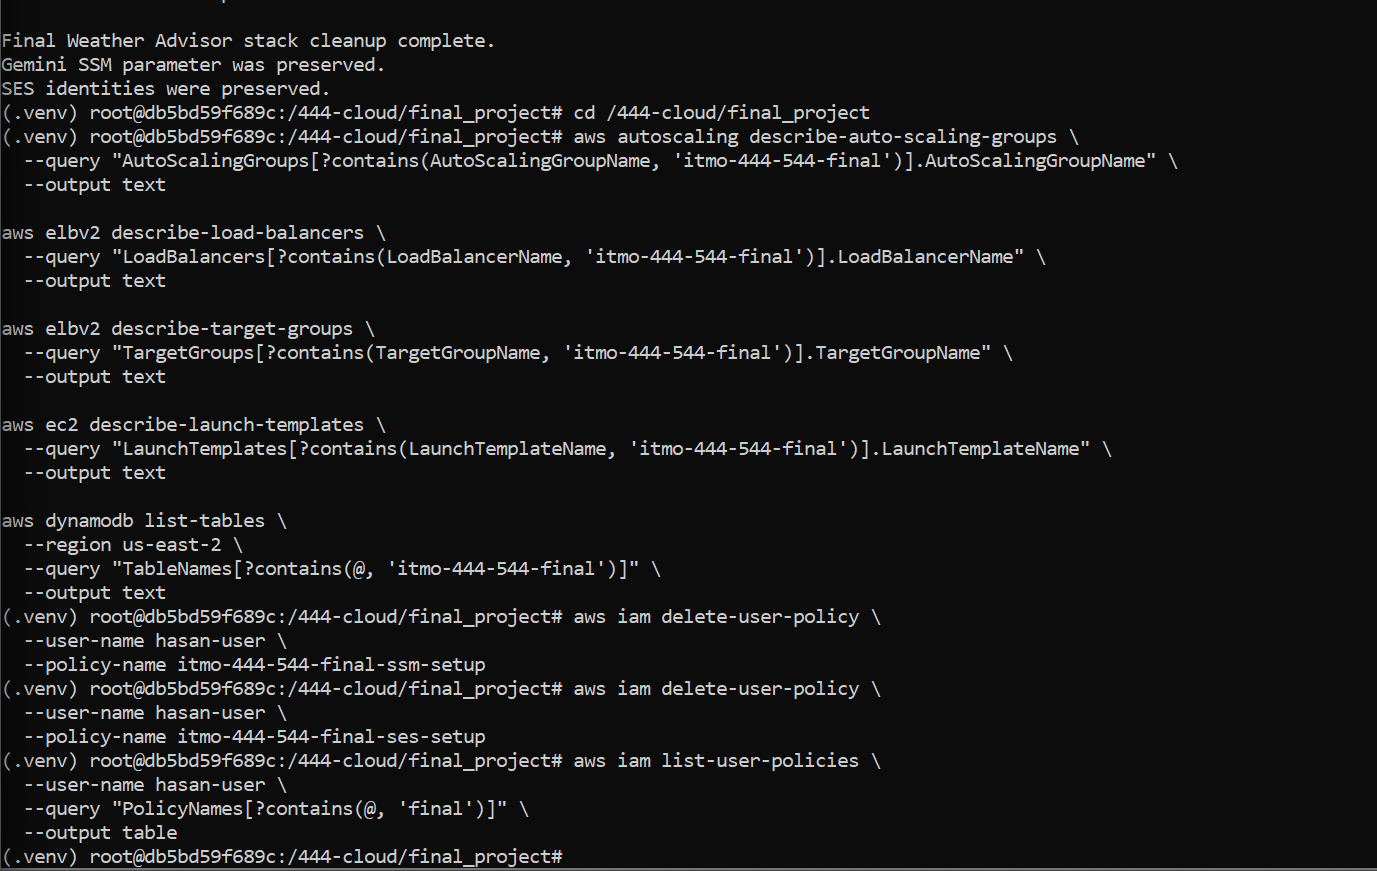 Final Weather Advisor stack cleanup complete.
Gemini SSM parameter was preserved.
SES identities were preserved.
(.venv) root@db5bd59f689c:/444-cloud/final_project# cd /444-cloud/final_project
(.venv) root@db5bd59f689c:/444-cloud/final_project# aws autoscaling describe-auto-scaling-groups \
  --query "AutoScalingGroups[?contains(AutoScalingGroupName, 'itmo-444-544-final')].AutoScalingGroupName" \
  --output text

aws elbv2 describe-load-balancers \
  --query "LoadBalancers[?contains(LoadBalancerName, 'itmo-444-544-final')].LoadBalancerName" \
  --output text

aws elbv2 describe-target-groups \
  --query "TargetGroups[?contains(TargetGroupName, 'itmo-444-544-final')].TargetGroupName" \
  --output text

aws ec2 describe-launch-templates \
  --query "LaunchTemplates[?contains(LaunchTemplateName, 'itmo-444-544-final')].LaunchTemplateName" \
  --output text

aws dynamodb list-tables \
  --region us-east-2 \
  --query "TableNames[?contains(@, 'itmo-444-544-final')]" \
  --output text
(.venv) root@db5bd59f689c:/444-cloud/final_project# aws iam delete-user-policy \
  --user-name hasan-user \
  --policy-name itmo-444-544-final-ssm-setup
(.venv) root@db5bd59f689c:/444-cloud/final_project# aws iam delete-user-policy \
  --user-name hasan-user \
  --policy-name itmo-444-544-final-ses-setup
(.venv) root@db5bd59f689c:/444-cloud/final_project# aws iam list-user-policies \
  --user-name hasan-user \
  --query "PolicyNames[?contains(@, 'final')]" \
  --output table
(.venv) root@db5bd59f689c:/444-cloud/final_project#